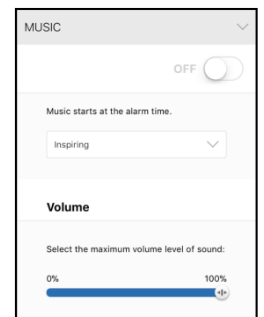 MUSIC
OFF
Music starts at the alarm time.
Inspiring
Volume
Select the maximum volume level of sound:
0% 100%